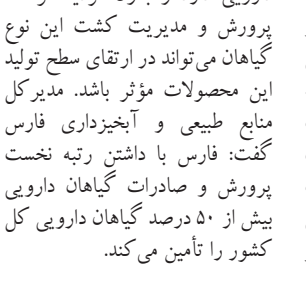 پرورش و مدیریت کشت این نوع
گیاهان می‌تواند در ارتقای سطح تولید
این محصولات مؤثر باشد. مدیرکل
منابع طبیعی و آبخیزداری فارس
گفت: فارس با داشتن رتبه نخست
پرورش و صادرات گیاهان دارویی
بیش از ۵۰ درصد گیاهان دارویی کل
کشور را تأمین می‌کند.